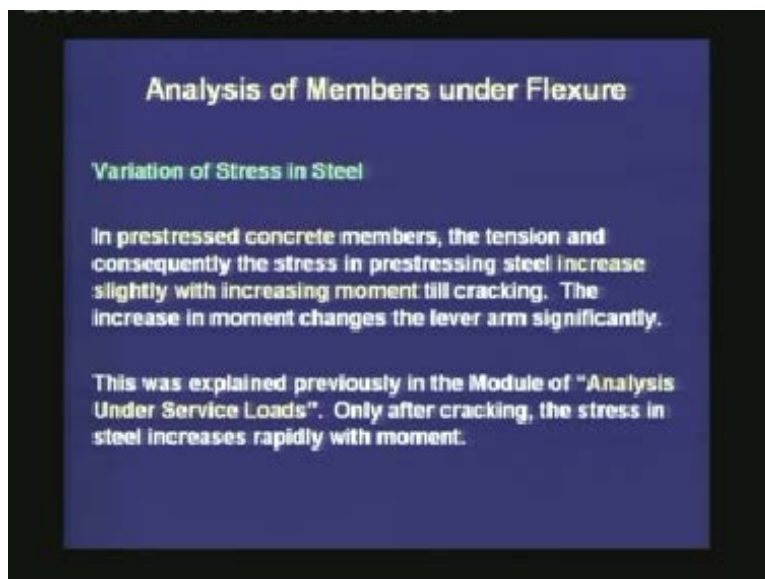 Analysis of Members under Flexure
Variation of Stress in Steel
In prestressed concrete members, the tension and
consequently the stress in prestressing steel increase
slightly with increasing moment till cracking. The
increase in moment changes the lever arm significantly.
This was explained previously in the Module of "Analysis
Under Service Loads". Only after cracking, the stress in
steel increases rapidly with moment.